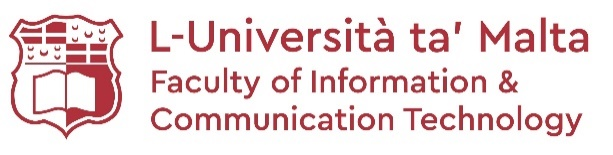 L-Università ta' Malta
Faculty of Information &
Communication Technology